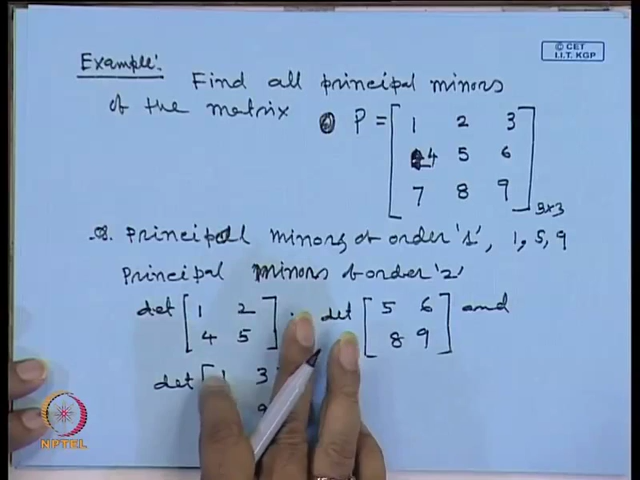 © CET
I.I.T. KGP
Example:
Find all principal minors
of the matrix P = [1 2 3
4 5 6
7 8 9] 3x3
Principal minors of order '1', 1, 5, 9
Principal minors of order '2'
det [1 2 det [5 6 and
4 5] 8 9]
det [1 3
9
NPTEL